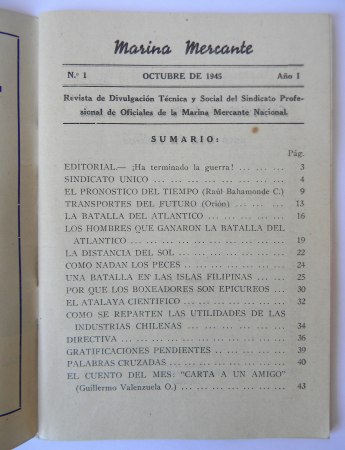 Marina Mercante
N.º 1 OCTUBRE DE 1945 Año I
Revista de Divulgación Técnica y Social del Sindicato Profe-
sional de Oficiales de la Marina Mercante Nacional.
SUMARIO:
Pág.
EDITORIAL.— ¡Ha terminado la guerra! ... ... ... 3
SINDICATO UNICO ... ... ... ... ... ... ... ... 4
EL PRONOSTICO DEL TIEMPO (Raúl Bahamonde C.) 9
TRANSPORTES DEL FUTURO (Orión) ... ... ... ... 13
LA BATALLA DEL ATLANTICO ... ... ... ... ... 16
LOS HOMBRES QUE GANARON LA BATALLA DEL
ATLANTICO ... ... ... ... ... ... ... ... ... 19
LA DISTANCIA DEL SOL ... ... ... ... ... ... ... 22
COMO NADAN LOS PECES ... ... ... ... ... ... ... 24
UNA BATALLA EN LAS ISLAS FILIPINAS ... ... ... 25
POR QUE LOS BOXEADORES SON EPICUREOS ... ... 30
EL ATALAYA CIENTIFICO ... ... ... ... ... ... ... 32
COMO SE REPARTEN LAS UTILIDADES DE LAS
INDUSTRIAS CHILENAS ... ... ... ... ... ... 34
DIRECTIVA ... ... ... ... ... ... ... ... ... ... 36
GRATIFICACIONES PENDIENTES ... ... ... ... ... 39
PALABRAS CRUZADAS ... ... ... ... ... ... ... ... 40
EL CUENTO DEL MES: "CARTA A UN AMIGO"
(Guillermo Valenzuela O.) ... ... ... ... ... ... 43